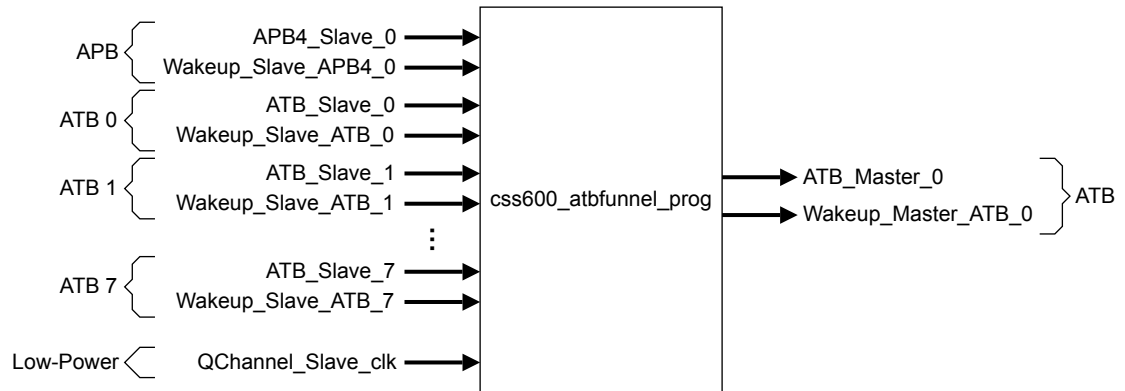 APB
APB4_Slave_0
Wakeup_Slave_APB4_0
ATB 0
ATB_Slave_0
Wakeup_Slave_ATB_0
ATB 1
ATB_Slave_1
Wakeup_Slave_ATB_1
...
ATB 7
ATB_Slave_7
Wakeup_Slave_ATB_7
Low-Power
QChannel_Slave_clk
css600_atbfunnel_prog
ATB_Master_0
Wakeup_Master_ATB_0
ATB